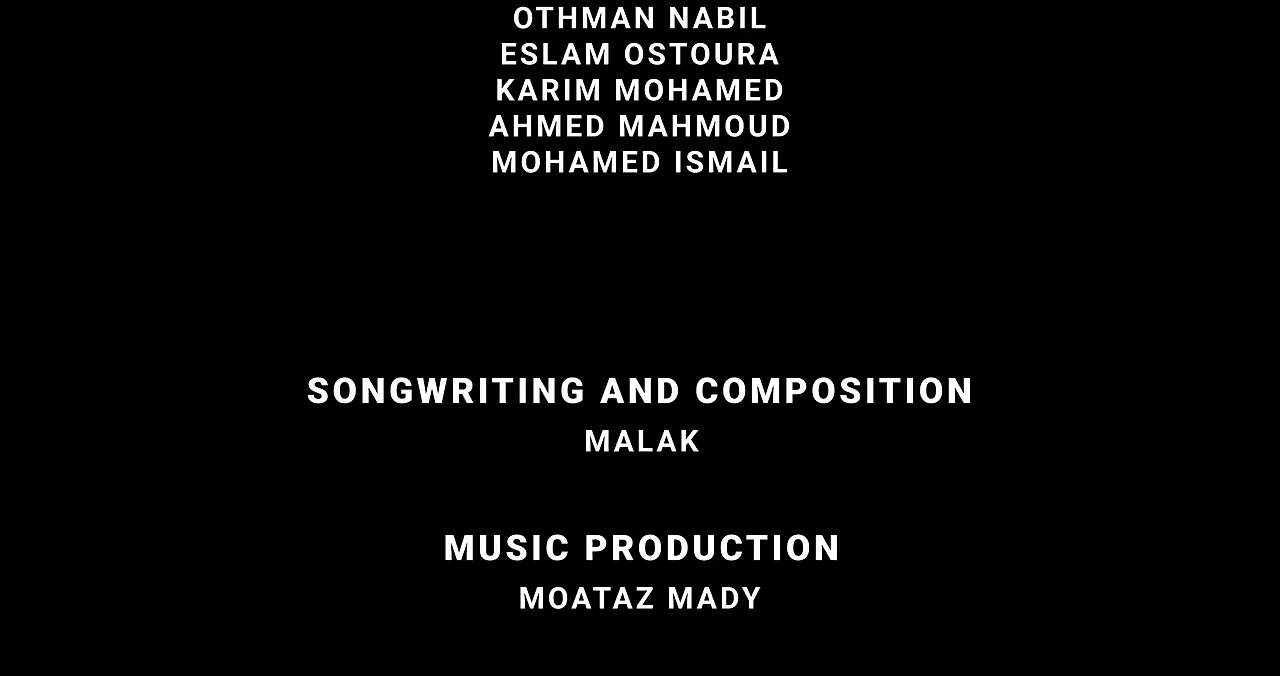 OTHMAN NABIL
ESLAM OSTOURA
KARIM MOHAMED
AHMED MAHMOUD
MOHAMED ISMAIL
SONGWRITING AND COMPOSITION
MALAK
MUSIC PRODUCTION
MOATAZ MADY